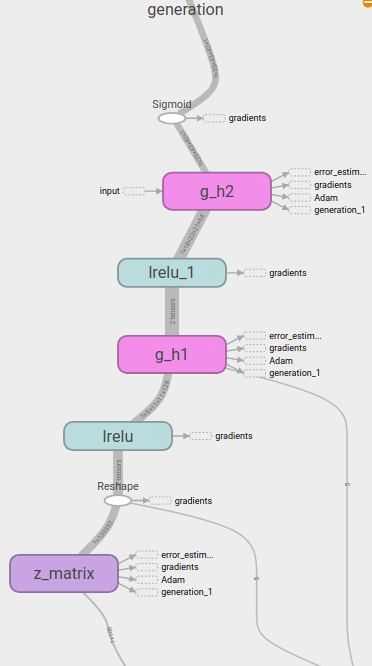 generation
Sigmoid
gradients
error_estim...
gradients
input
g_h2
Adam
generation_1
lrelu_1
gradients
2 tensors
error_estim...
g_h1
gradients
Adam
generation_1
lrelu
gradients
Reshape
gradients
error_estim...
z_matrix
gradients
Adam
generation_1